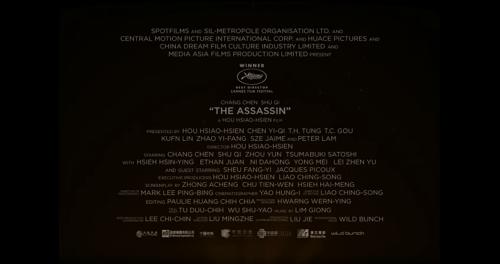 SPOTFILMS AND SIL-METROPOLE ORGANISATION LTD. AND
CENTRAL MOTION PICTURE INTERNATIONAL CORP. AND HUACE PICTURES AND
CHINA DREAM FILM CULTURE INDUSTRY LIMITED AND
MEDIA ASIA FILMS PRODUCTION LIMITED PRESENT
WINNER
BEST DIRECTOR
CANNES FILM FESTIVAL
CHANG CHEN SHU QI
"THE ASSASSIN"
A HOU HSIAO-HSIEN FILM
PRESENTED BY HOU HSIAO-HSIEN CHEN YI-QI T.H. TUNG T.C. GOU
KUFN LIN ZHAO YI-FANG SZE JAIME AND PETER LAM
DIRECTOR HOU HSIAO-HSIEN
STARRING CHANG CHEN SHU QI ZHOU YUN TSUMABUKI SATOSHI
WITH HSIEH HSIN-YING ETHAN JUAN NI DAHONG YONG MEI LEI ZHEN YU
AND GUEST STARRING SHEU FANG-YI JACQUES PICOUX
EXECUTIVE PRODUCERS HOU HSIAO-HSIEN LIAO CHING-SONG
SCREENPLAY BY ZHONG ACHENG CHU TIEN-WEN HSIEH HAI-MENG
MARK LEE PING-BING CINEMATOGRAPHER YAO HUNG-I LIAO CHING-SONG
EDITING PAULIE HUANG CHIH CHIA HWARNG WERN-YING
TU DUU-CHIH WU SHU-YAO MUSIC BY LIM GIONG
LEE CHI-CHIN LIU MINGZHE LIU JIE WILD BUNCH
WILD BUNCH